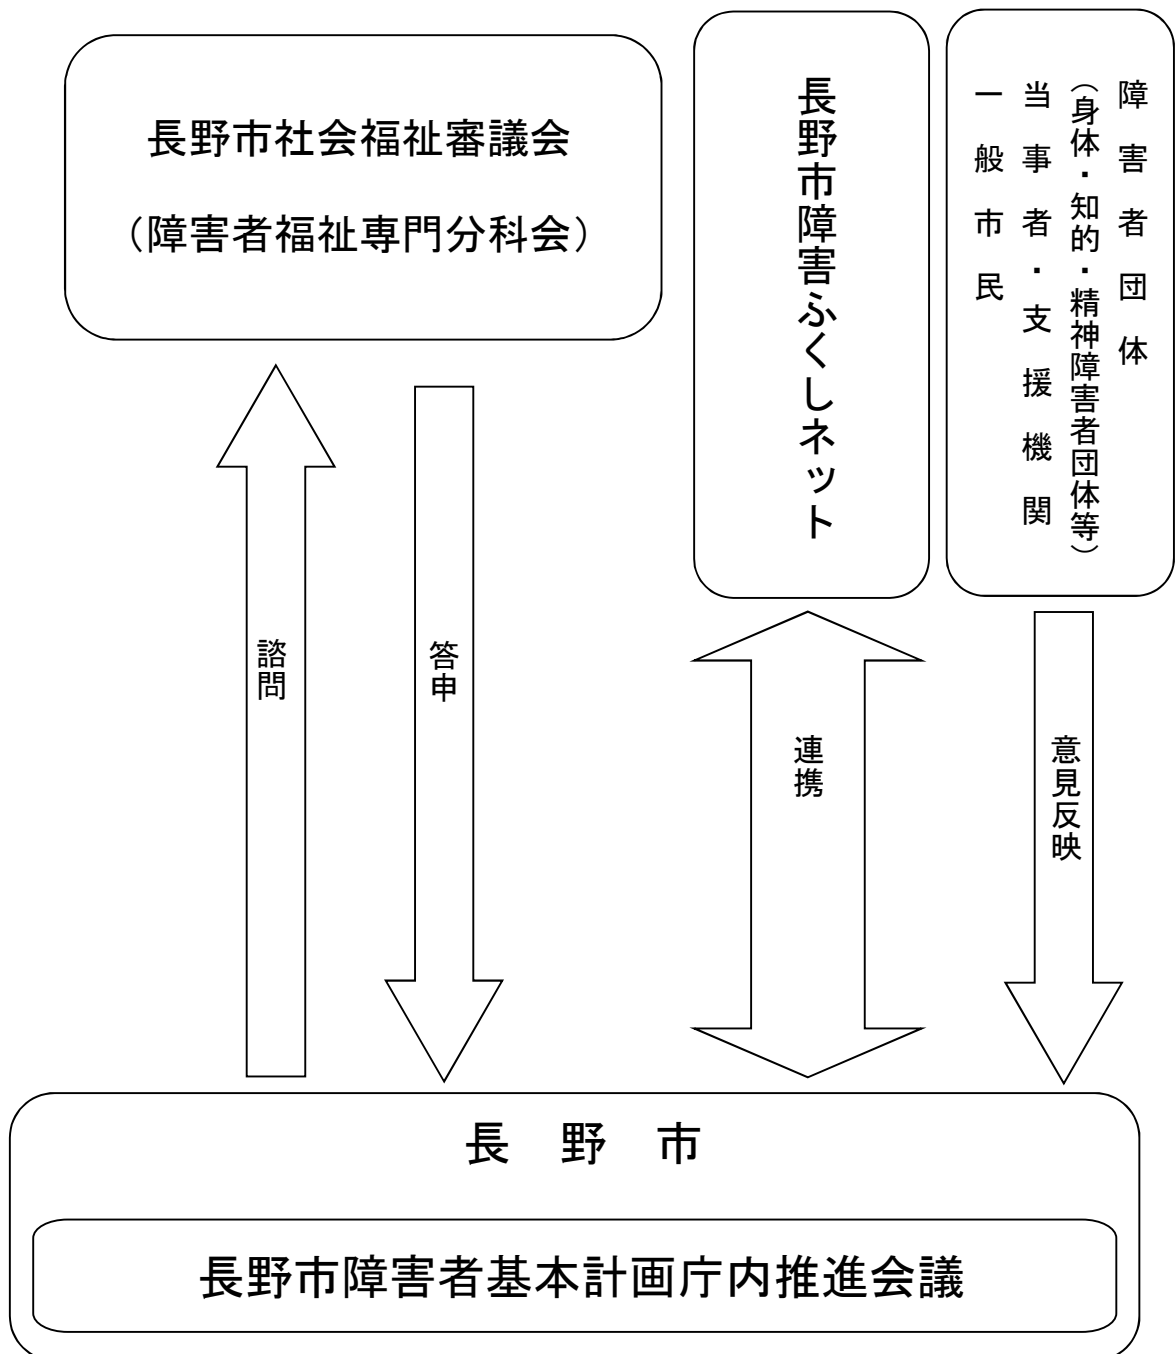 長野市社会福祉審議会
（障害者福祉専門分科会）
長野市障害ふくしネット
障害者団体
（身体・知的・精神障害者団体等）
当事者・支援機関
一般市民
諮問
答申
連携
意見反映
長　野　市
長野市障害者基本計画庁内推進会議